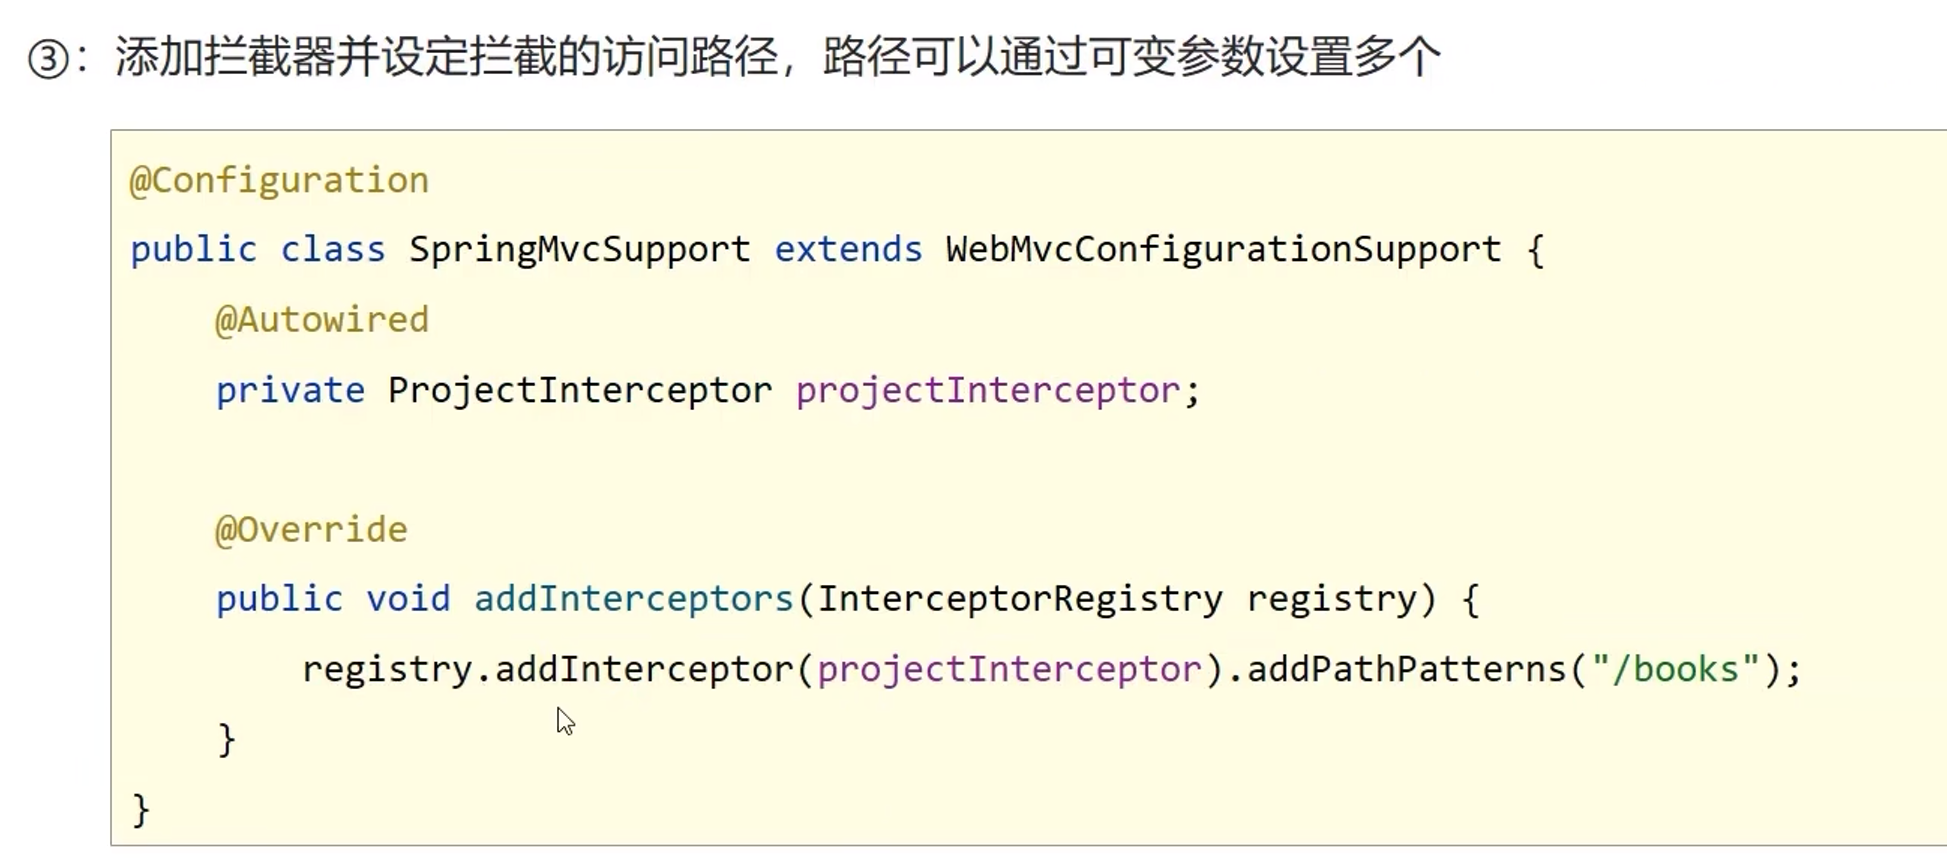 ③：添加拦截器并设定拦截的访问路径，路径可以通过可变参数设置多个
@Configuration
public class SpringMvcSupport extends WebMvcConfigurationSupport {
@Autowired
private ProjectInterceptor projectInterceptor;
@Override
public void addInterceptors(InterceptorRegistry registry) {
registry.addInterceptor(projectInterceptor).addPathPatterns("/books");
}
}